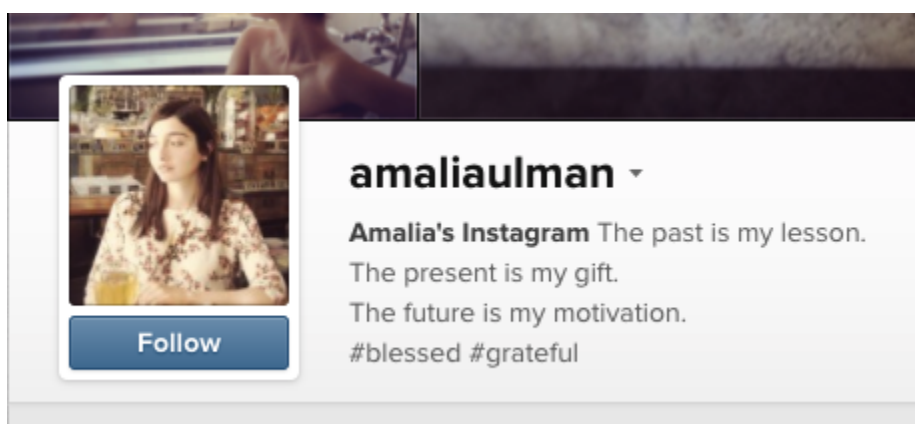 amaliaulman
Amalia's Instagram The past is my lesson.
The present is my gift.
The future is my motivation.
#blessed #grateful
Follow